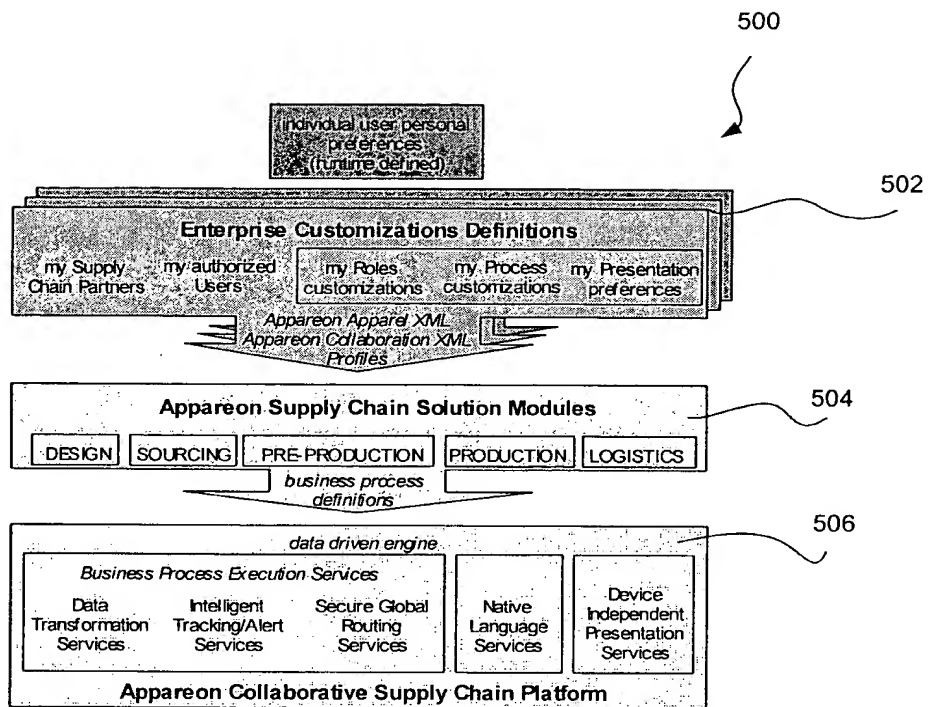 500
individual user personal
preferences
(runtime defined)
502
Enterprise Customizations Definitions
my Supply
Chain Partners
my authorized
Users
my Roles
customizations
my Process
customizations
my Presentation
preferences
Appareon Apparel XML
Appareon Collaboration XML
Profiles
504
Appareon Supply Chain Solution Modules
DESIGN
SOURCING
PRE-PRODUCTION
PRODUCTION
LOGISTICS
business process
definitions
506
data driven engine
Business Process Execution Services
Data
Transformation
Services
Intelligent
Tracking/Alert
Services
Secure Global
Routing
Services
Native
Language
Services
Device
Independent
Presentation
Services
Appareon Collaborative Supply Chain Platform